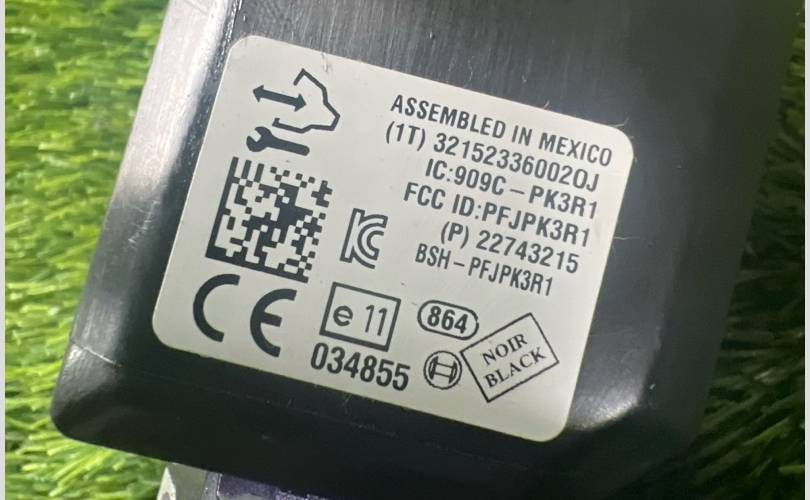 ASSEMBLED IN MEXICO
(1T) 32152336002OJ
IC:909C-PK3R1
FCC ID:PFJPK3R1
(P) 22743215
BSH-PFJPK3R1
CE
e 11
034855
864
NOIR
BLACK